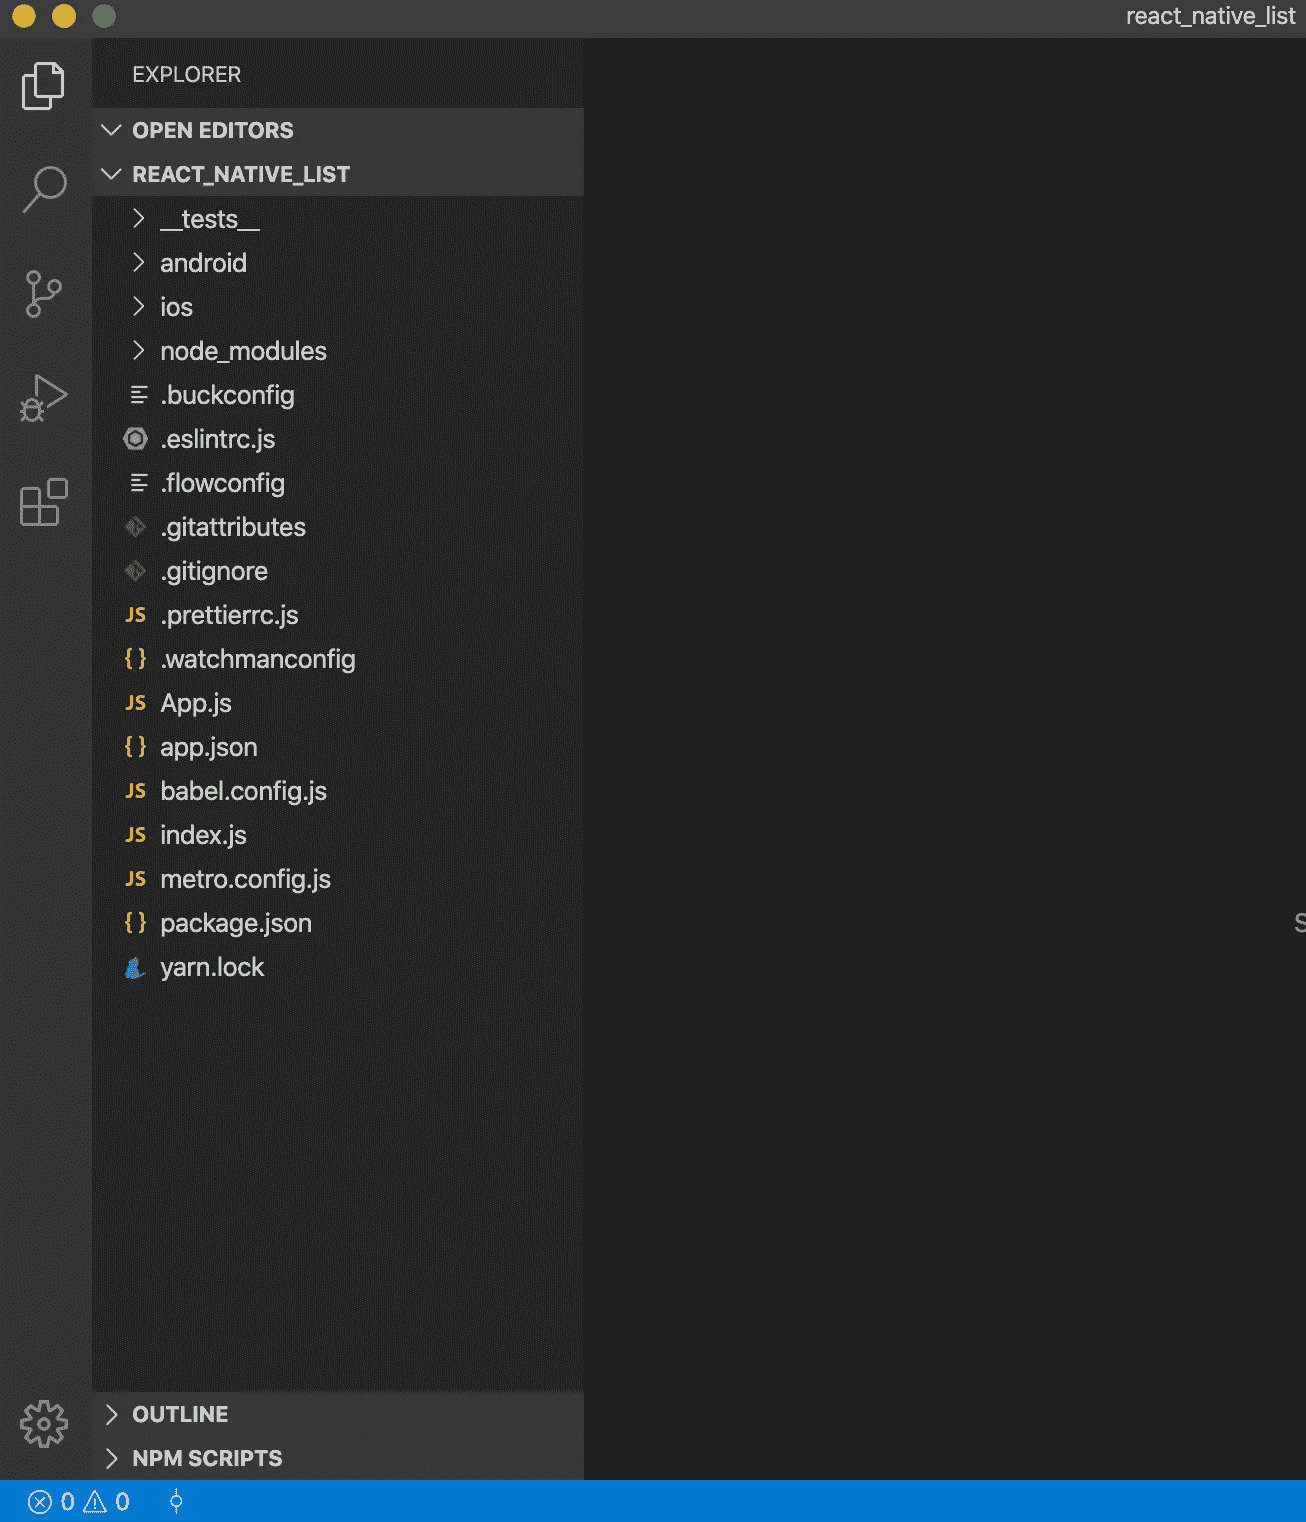 react_native_list
EXPLORER
OPEN EDITORS
REACT_NATIVE_LIST
__tests__
android
ios
node_modules
.buckconfig
.eslintrc.js
.flowconfig
.gitattributes
.gitignore
JS .prettierrc.js
{} .watchmanconfig
JS App.js
{} app.json
JS babel.config.js
JS index.js
JS metro.config.js
{} package.json
yarn.lock
S
OUTLINE
NPM SCRIPTS
0 0